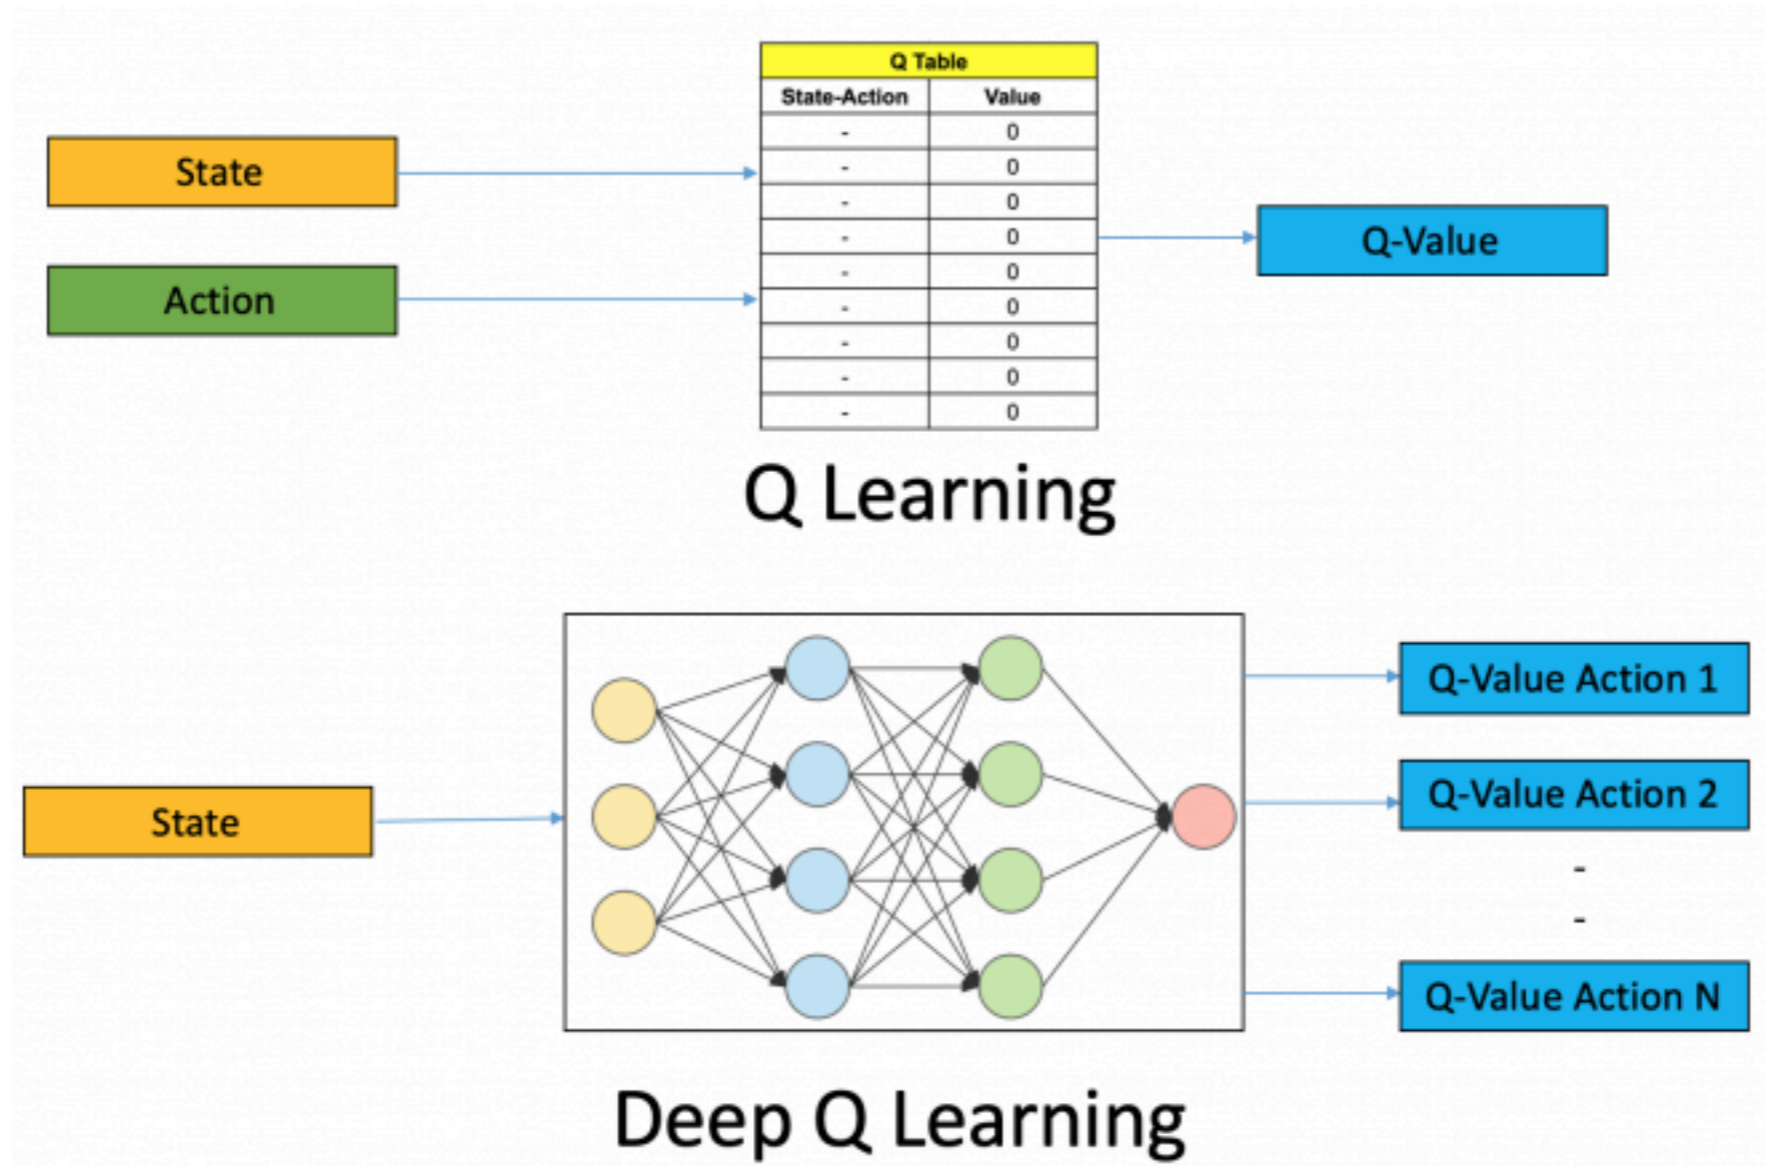 Q Table
State-Action Value
- 0
- 0
- 0
- 0
- 0
- 0
- 0
- 0
- 0
State
Action
Q-Value
Q Learning
State
Q-Value Action 1
Q-Value Action 2
-
-
Q-Value Action N
Deep Q Learning